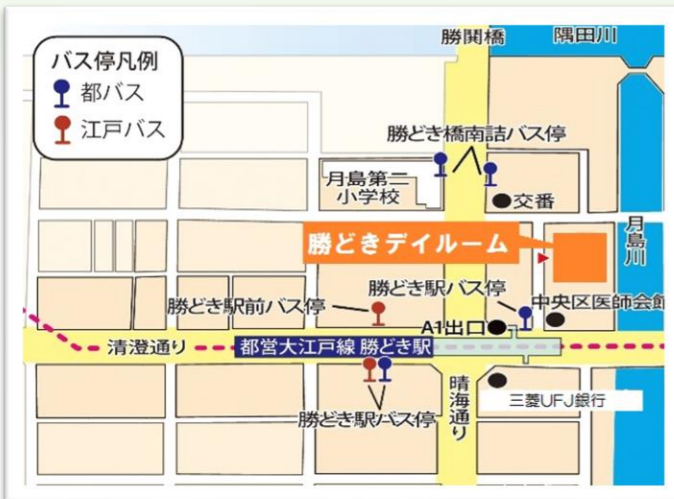 バス停凡例
都バス
江戸バス
勝鬨橋
隅田川
勝どき橋南詰バス停
月島第二
小学校
交番
月島川
勝どきデイルーム
勝どき駅バス停
勝どき駅前バス停
中央区医師会館
A1出口
清澄通り
都営大江戸線 勝どき駅
勝どき駅バス停
晴海通り
三菱UFJ銀行